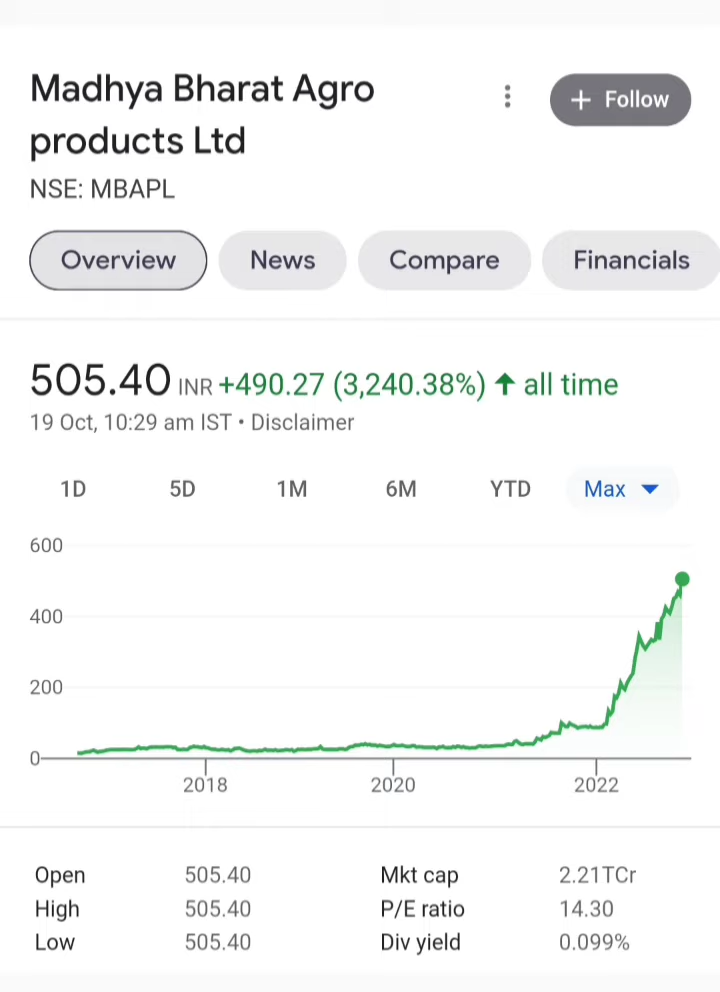 Madhya Bharat Agro
products Ltd
+ Follow
NSE: MBAPL
Overview News Compare Financials
505.40 INR +490.27 (3,240.38%) ↑ all time
19 Oct, 10:29 am IST • Disclaimer
1D 5D 1M 6M YTD Max
600
400
200
0
2018 2020 2022
Open 505.40 Mkt cap 2.21TCr
High 505.40 P/E ratio 14.30
Low 505.40 Div yield 0.099%